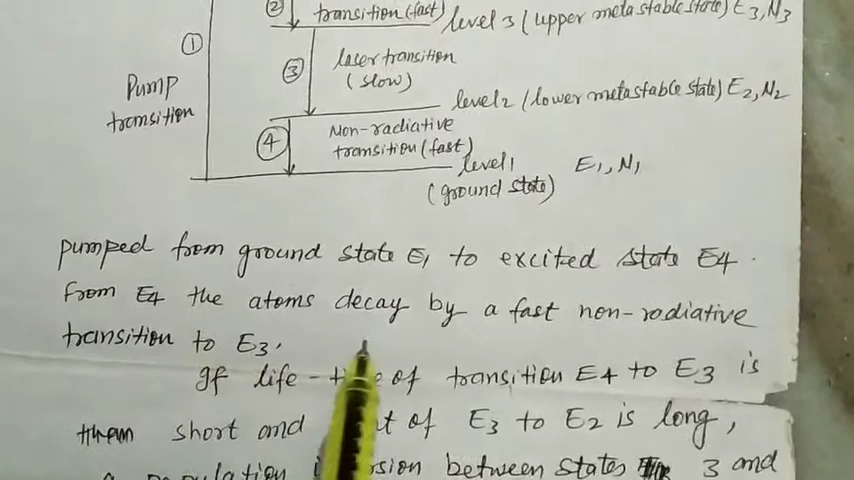 ② transition (fast) level 3 (upper metastable state) E3, N3
①
③ laser transition
(slow)
Pump
transition
level 2 (lower metastable state) E2, N2
④ Non-radiative
transition (fast)
level 1 E1, N1
(ground state)
pumped from ground state E1 to excited state E4.
From E4 the atoms decay by a fast non-radiative
transition to E3.
If life-time of transition E4 to E3 is
short and of E3 to E2 is long,
between states 3 and